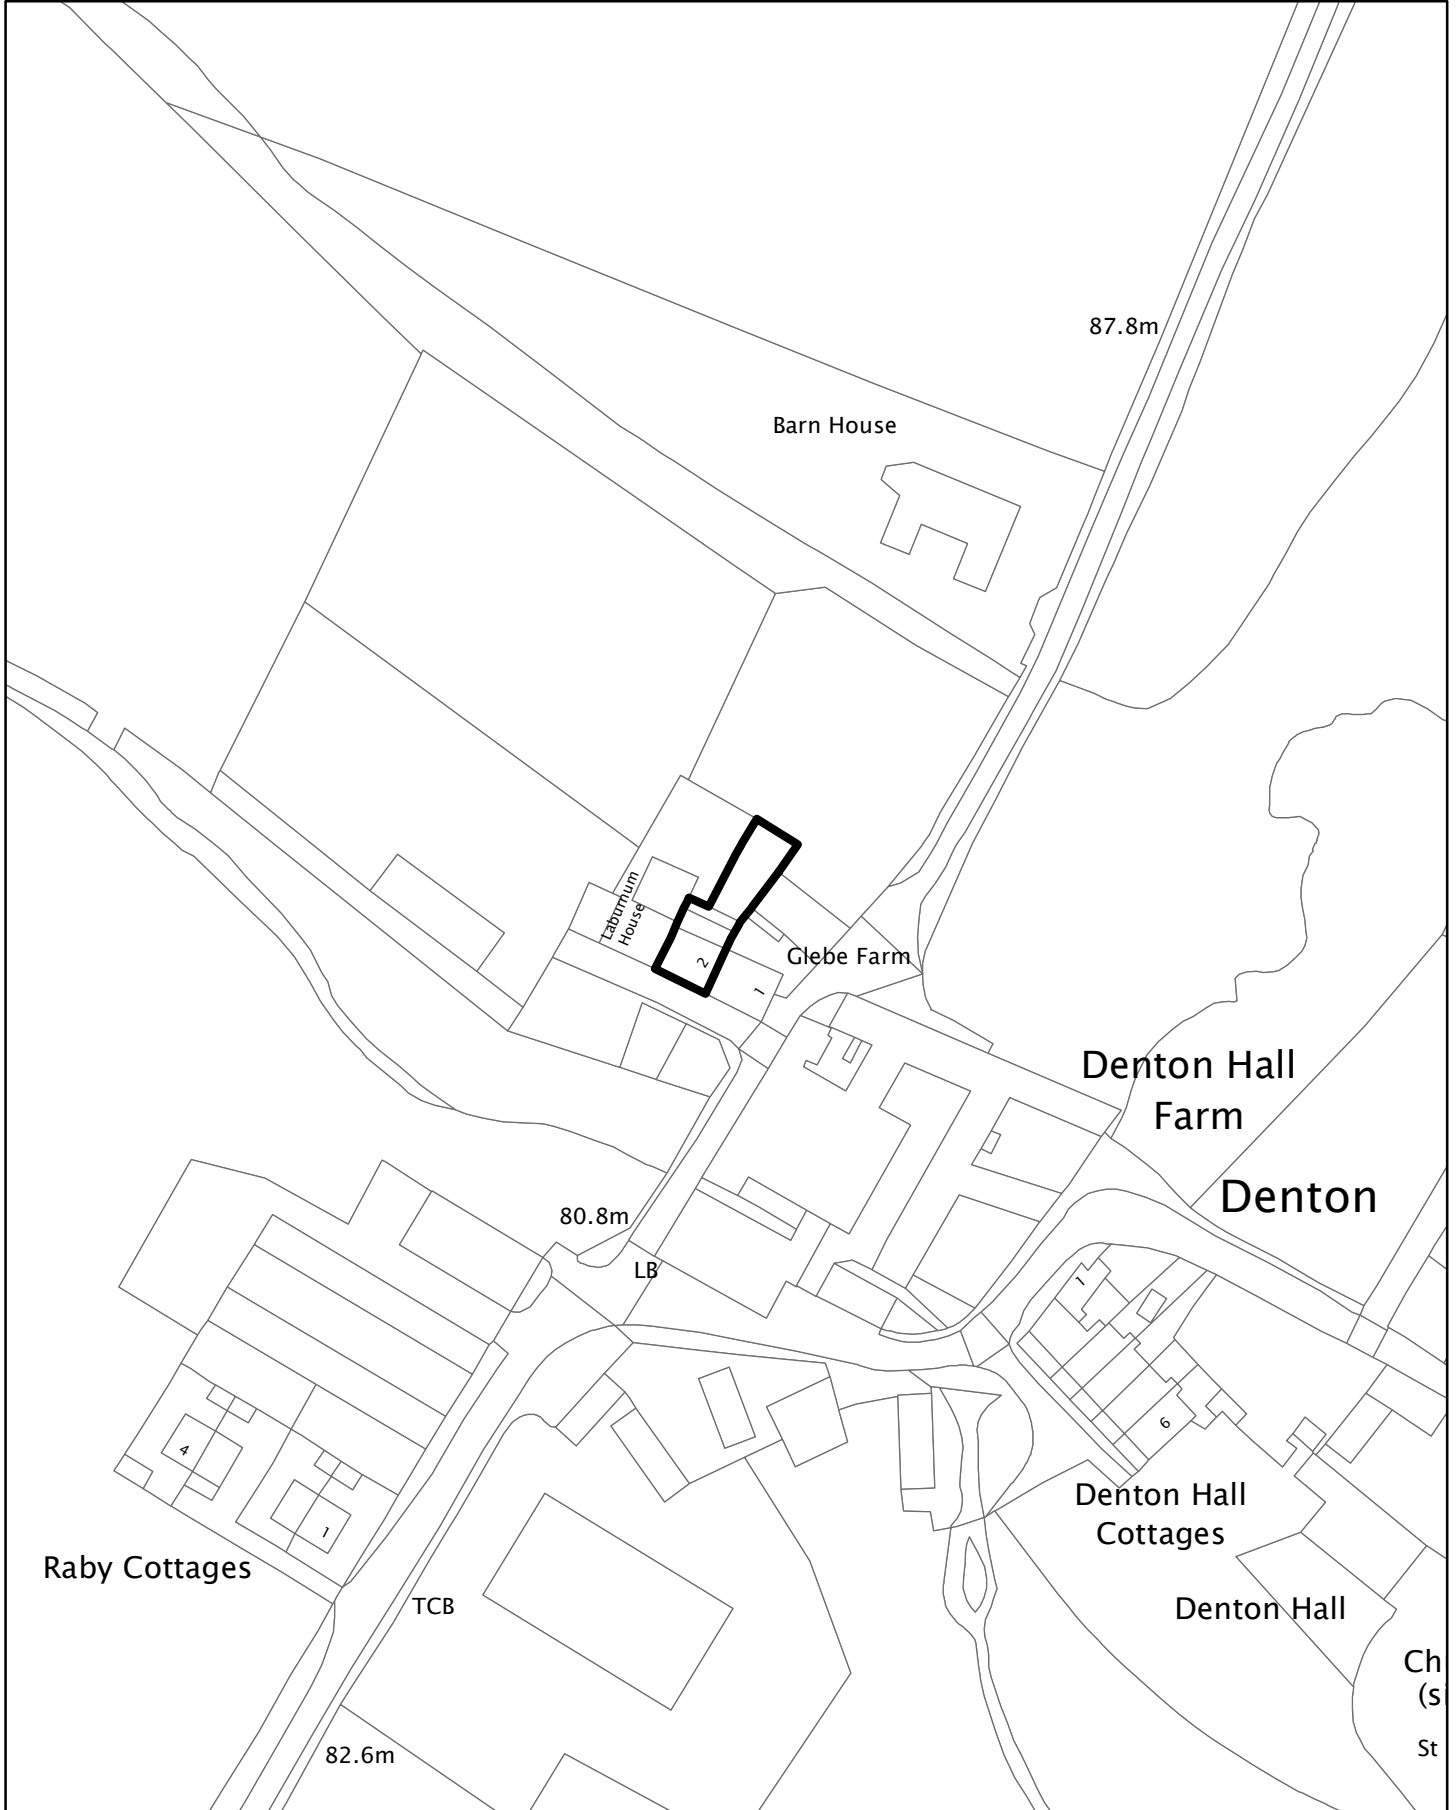 87.8m
Barn House
Laburnum
House
2
1
Glebe Farm
Denton Hall
Farm
Denton
80.8m
LB
1
6
4
1
Denton Hall
Cottages
Raby Cottages
TCB
Denton Hall
Ch
(s
St
82.6m